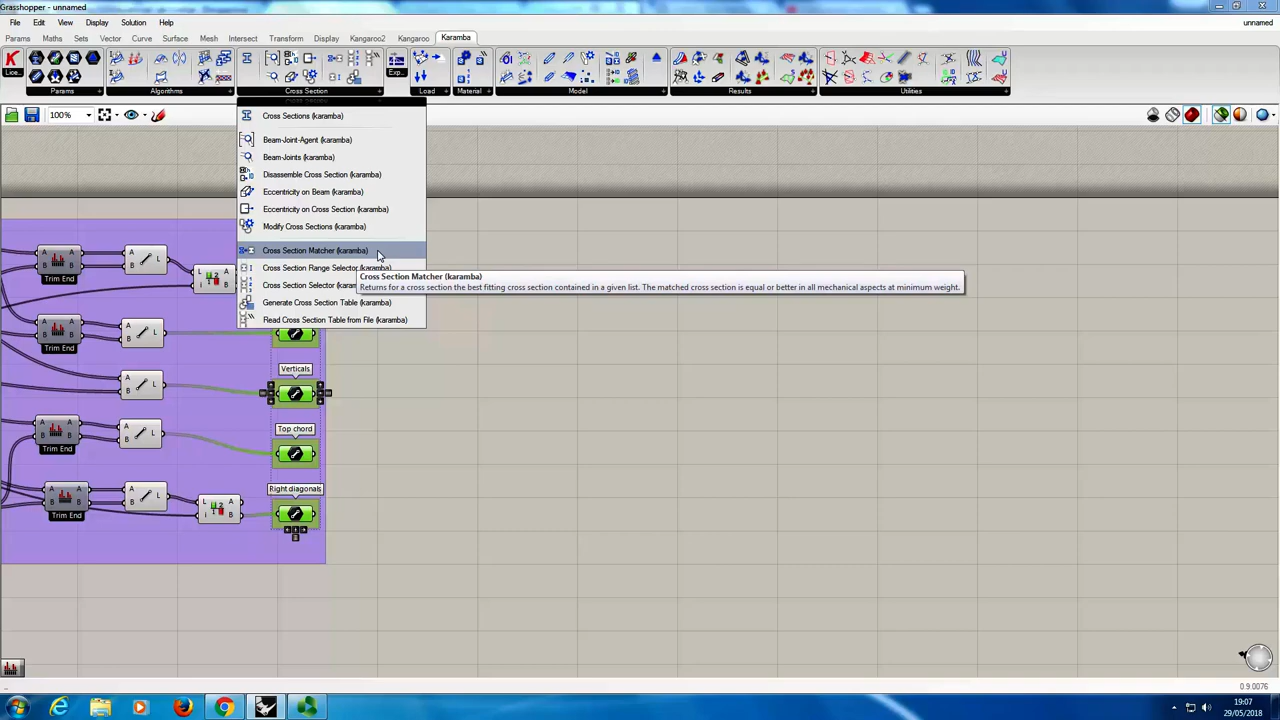 Grasshopper - unnamed
File Edit View Display Solution Help
unnamed
Params Maths Sets Vector Curve Surface Mesh Intersect Transform Display Kangaroo2 Kangaroo Karamba
Lice...
Exp...
Params Algorithms Cross Section Load Material Model Results Utilities
100%
Cross Sections (karamba)
Beam-Joint-Agent (karamba)
Beam-Joints (karamba)
Disassemble Cross Section (karamba)
Eccentricity on Beam (karamba)
Eccentricity on Cross Section (karamba)
Modify Cross Sections (karamba)
Cross Section Matcher (karamba)
Cross Section Range Selector (karamba)
Cross Section Selector (karamb
Generate Cross Section Table (karamba)
Read Cross Section Table from File (karamba)
Cross Section Matcher (karamba)
Returns for a cross section the best fitting cross section contained in a given list. The matched cross section is equal or better in all mechanical aspects at minimum weight.
A A A
B B B L L A
Trim End i B
A A A
B B B L
Trim End
Verticals
A
B L
Top chord
A A A
B B B L
Trim End
Right diagonals
A A A
B B B L L A
Trim End i B
0.9.0076
19:07
29/05/2018